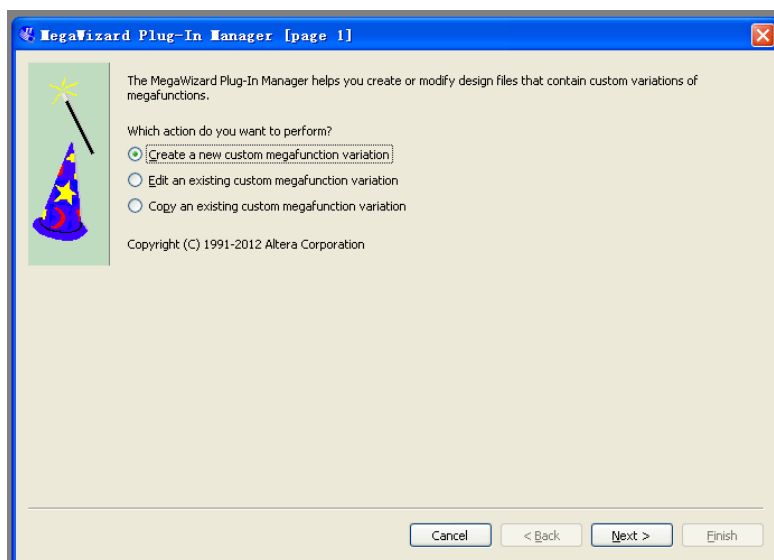 MegaWizard Plug-In Manager [page 1]
The MegaWizard Plug-In Manager helps you create or modify design files that contain custom variations of
megafunctions.
Which action do you want to perform?
Create a new custom megafunction variation
Edit an existing custom megafunction variation
Copy an existing custom megafunction variation
Copyright (C) 1991-2012 Altera Corporation
Cancel < Back Next > Finish